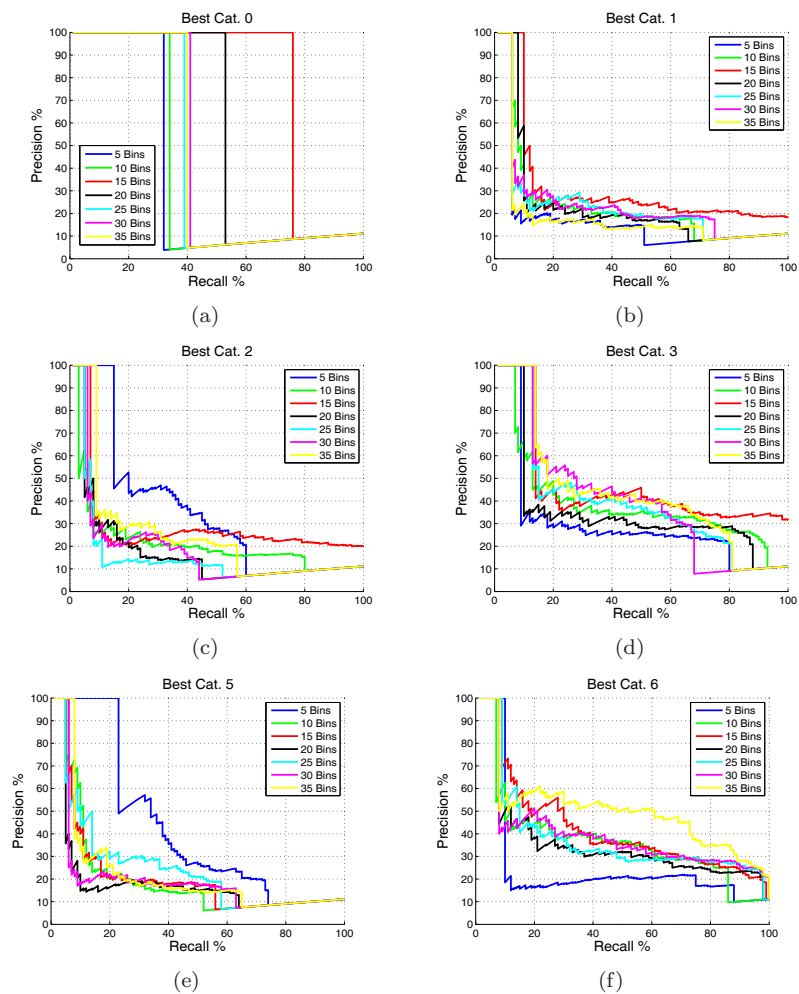 Best Cat. 0
100
90
80
70
60
50
40
30
20
10
0
Precision %
5 Bins
10 Bins
15 Bins
20 Bins
25 Bins
30 Bins
35 Bins
0 20 40 60 80 100
Recall %
(a)
Best Cat. 1
100
90
80
70
60
50
40
30
20
10
0
Precision %
5 Bins
10 Bins
15 Bins
20 Bins
25 Bins
30 Bins
35 Bins
0 20 40 60 80 100
Recall %
(b)
Best Cat. 2
100
90
80
70
60
50
40
30
20
10
0
Precision %
5 Bins
10 Bins
15 Bins
20 Bins
25 Bins
30 Bins
35 Bins
0 20 40 60 80 100
Recall %
(c)
Best Cat. 3
100
90
80
70
60
50
40
30
20
10
0
Precision %
5 Bins
10 Bins
15 Bins
20 Bins
25 Bins
30 Bins
35 Bins
0 20 40 60 80 100
Recall %
(d)
Best Cat. 5
100
90
80
70
60
50
40
30
20
10
0
Precision %
5 Bins
10 Bins
15 Bins
20 Bins
25 Bins
30 Bins
35 Bins
0 20 40 60 80 100
Recall %
(e)
Best Cat. 6
100
90
80
70
60
50
40
30
20
10
0
Precision %
5 Bins
10 Bins
15 Bins
20 Bins
25 Bins
30 Bins
35 Bins
0 20 40 60 80 100
Recall %
(f)